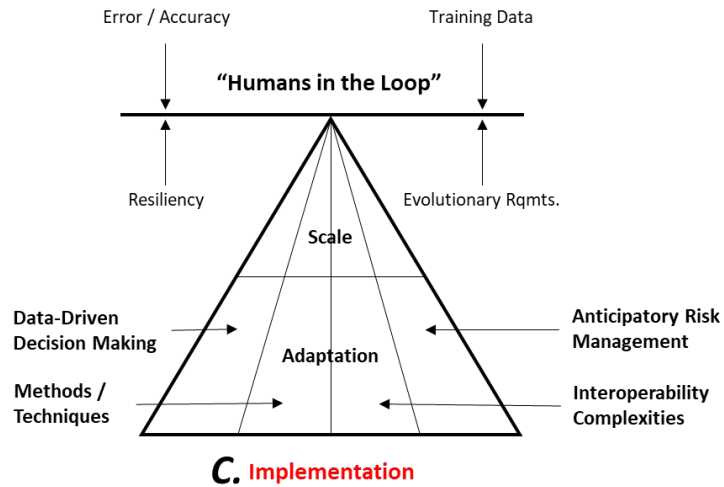 Error / Accuracy
Training Data
“Humans in the Loop”
Resiliency
Evolutionary Rqmts.
Scale
Data-Driven
Decision Making
Anticipatory Risk
Management
Adaptation
Methods /
Techniques
Interoperability
Complexities
C. Implementation